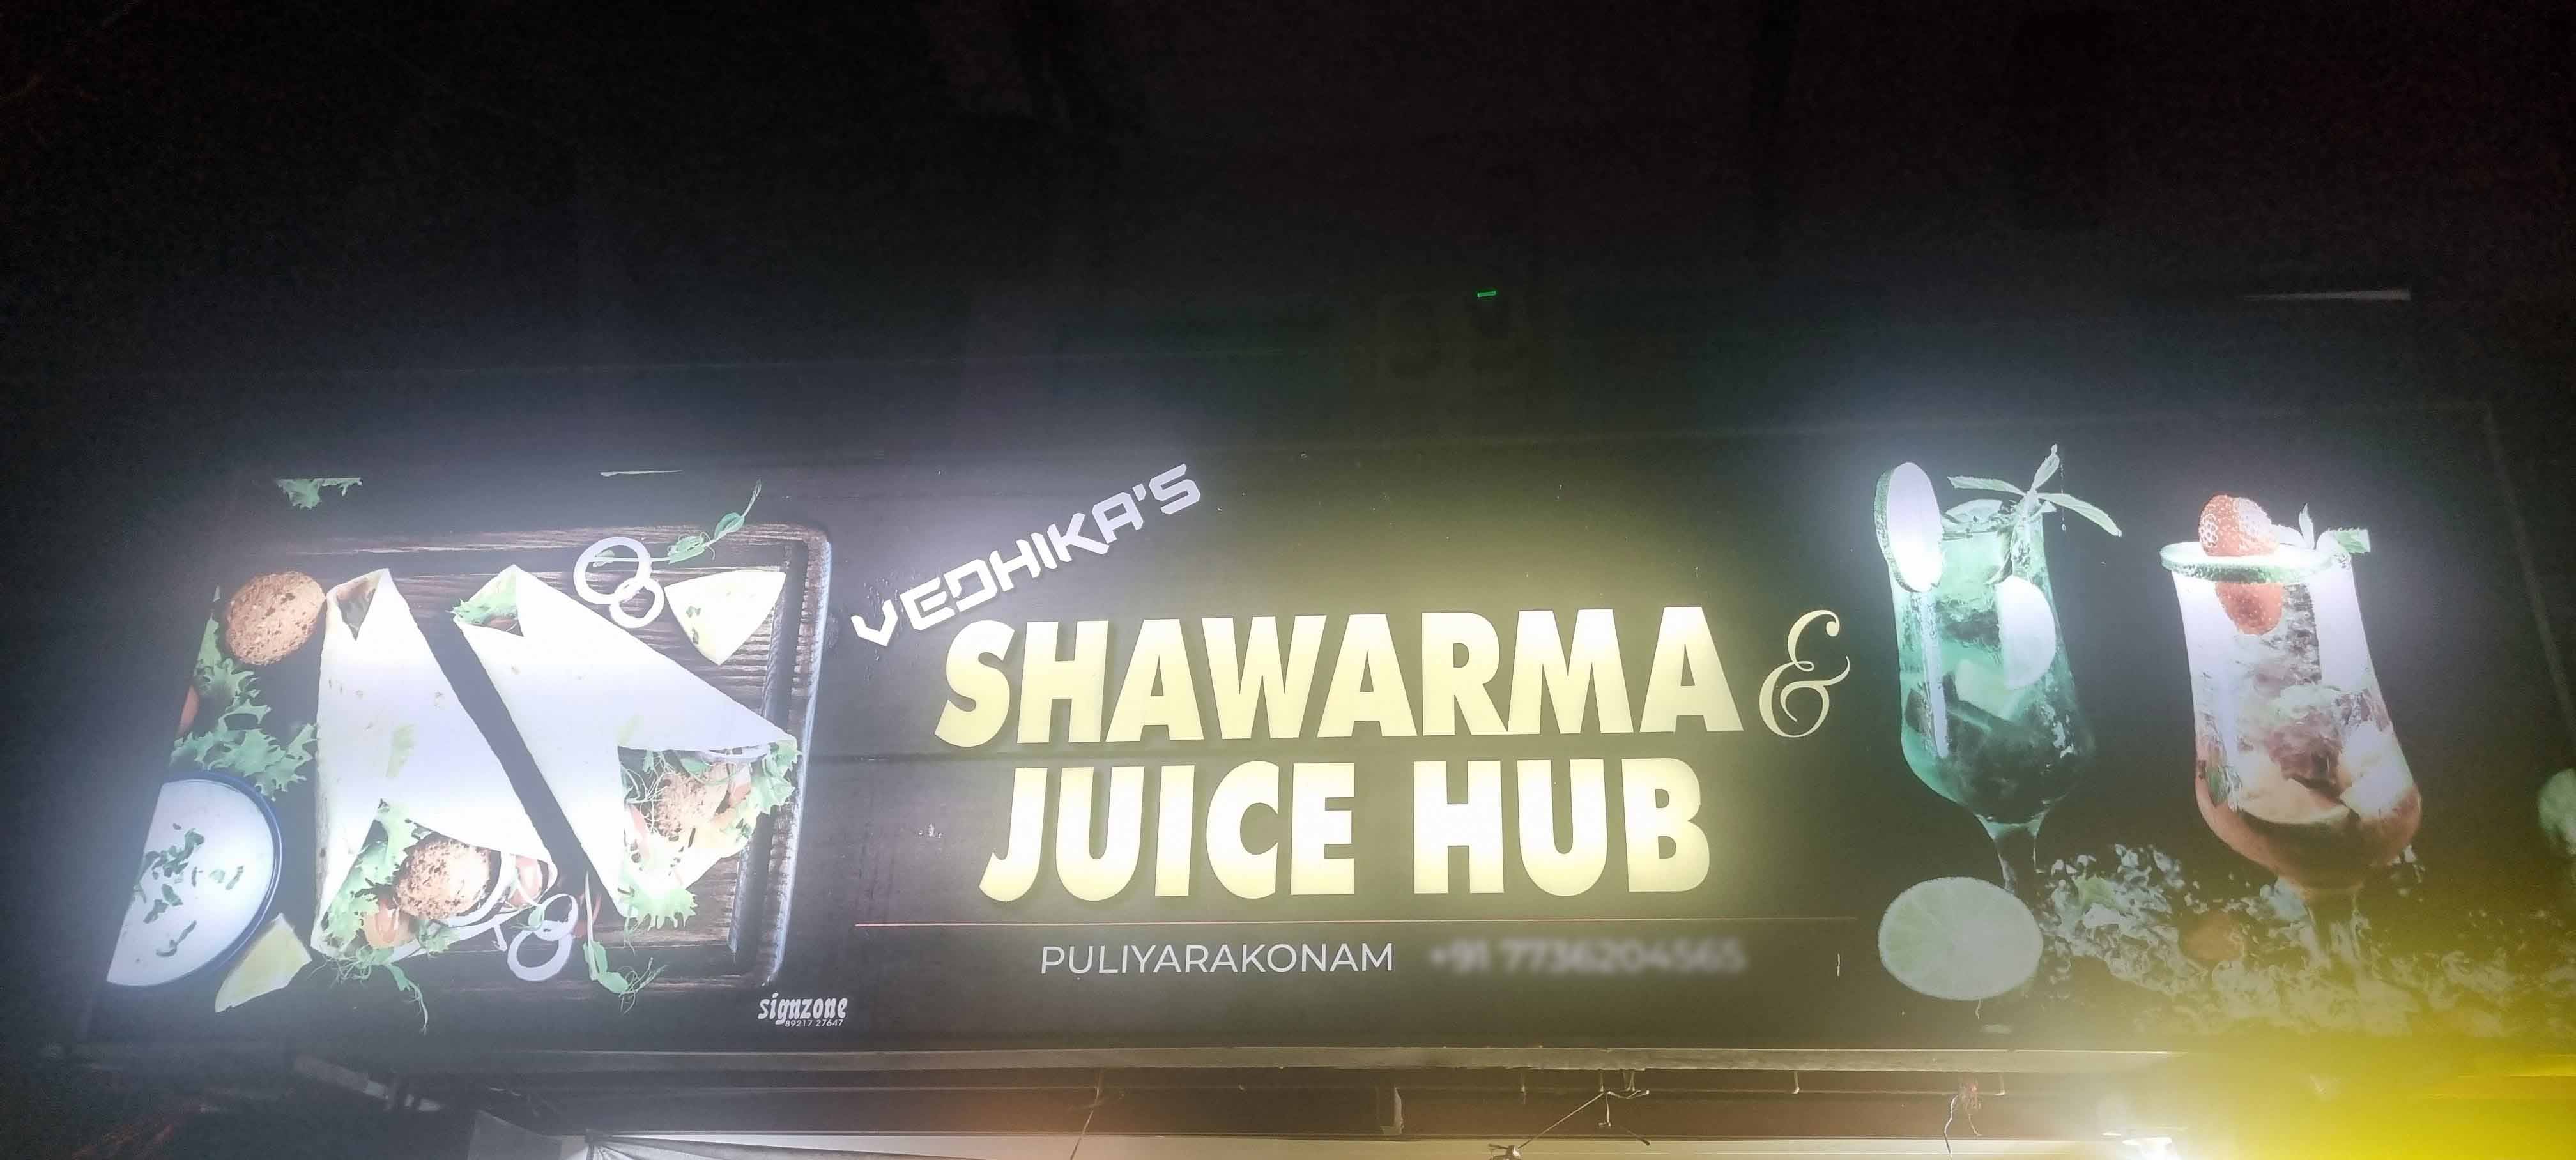 VEDHIKA'S
SHAWARMA &
JUICE HUB
PULIYARAKONAM
signzone
89217 27647